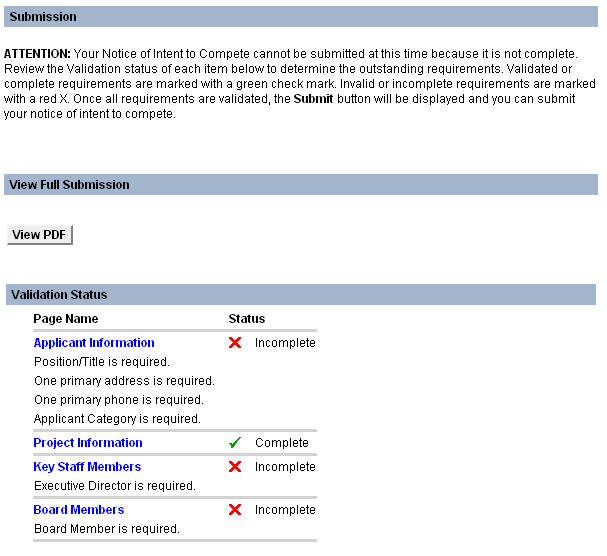 Submission
ATTENTION: Your Notice of Intent to Compete cannot be submitted at this time because it is not complete.
Review the Validation status of each item below to determine the outstanding requirements. Validated or
complete requirements are marked with a green check mark. Invalid or incomplete requirements are marked
with a red X. Once all requirements are validated, the Submit button will be displayed and you can submit
your notice of intent to compete.
View Full Submission
View PDF
Validation Status
Page Name Status
Applicant Information Incomplete
Position/Title is required.
One primary address is required.
One primary phone is required.
Applicant Category is required.
Project Information Complete
Key Staff Members Incomplete
Executive Director is required.
Board Members Incomplete
Board Member is required.